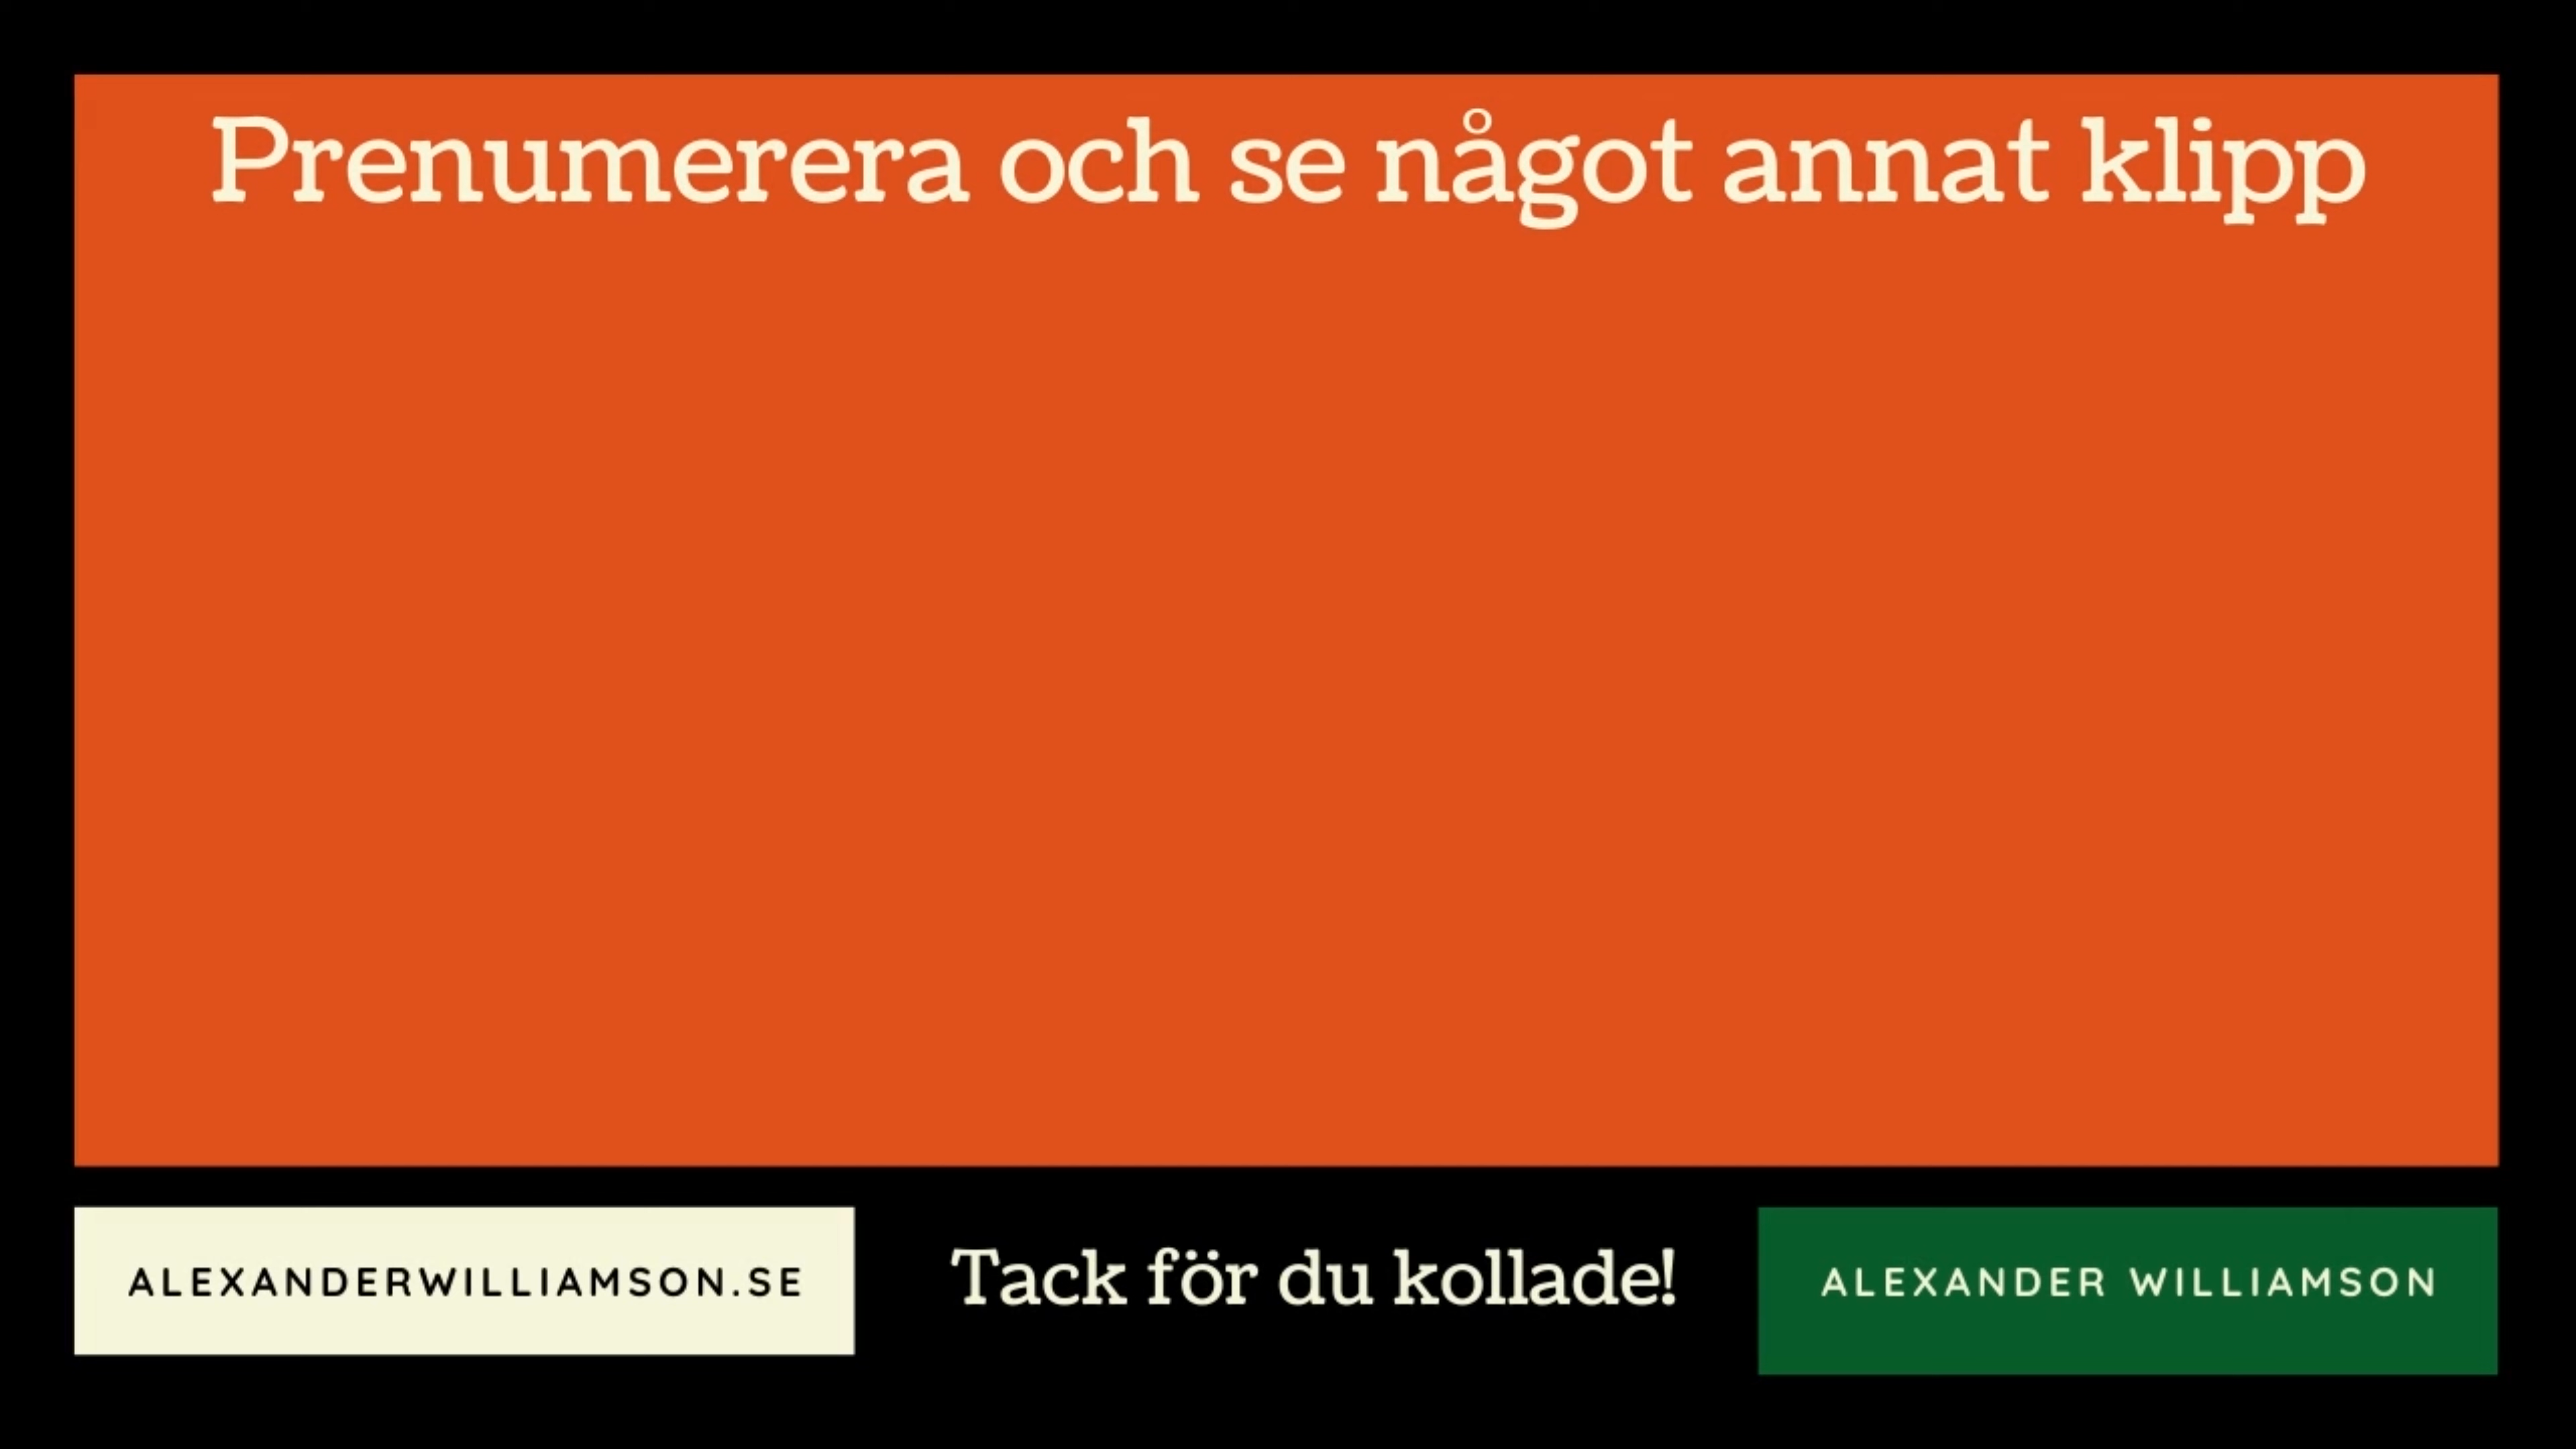 Prenumerera och se något annat klipp
ALEXANDERWILLIAMSON.SE
Tack för du kollade!
ALEXANDER WILLIAMSON